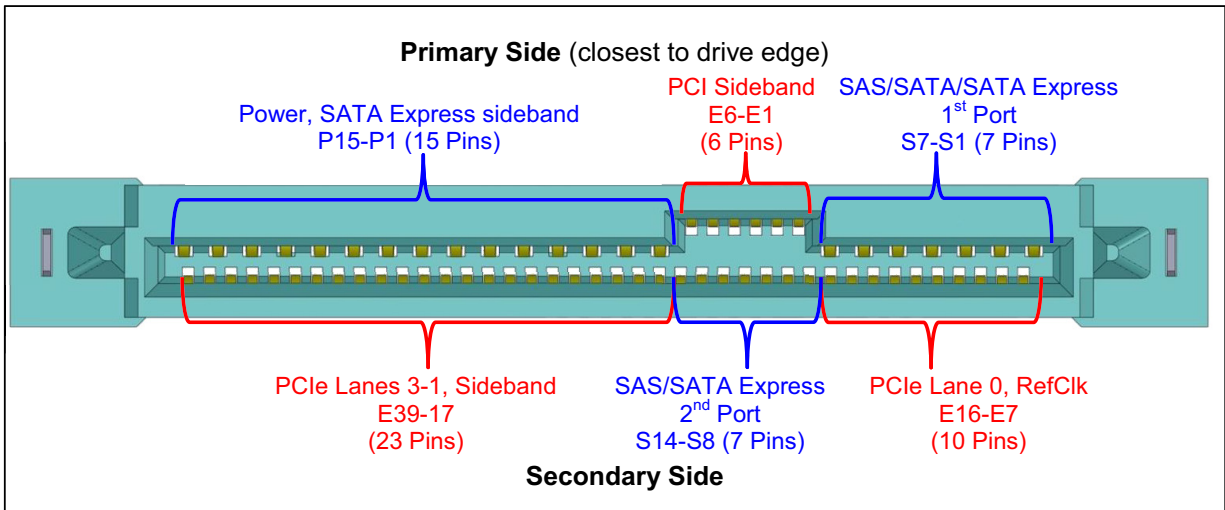 Primary Side (closest to drive edge)
Power, SATA Express sideband
P15-P1 (15 Pins)
PCI Sideband
E6-E1
(6 Pins)
SAS/SATA/SATA Express
1st Port
S7-S1 (7 Pins)
PCIe Lanes 3-1, Sideband
E39-17
(23 Pins)
SAS/SATA Express
2nd Port
S14-S8 (7 Pins)
PCIe Lane 0, RefClk
E16-E7
(10 Pins)
Secondary Side